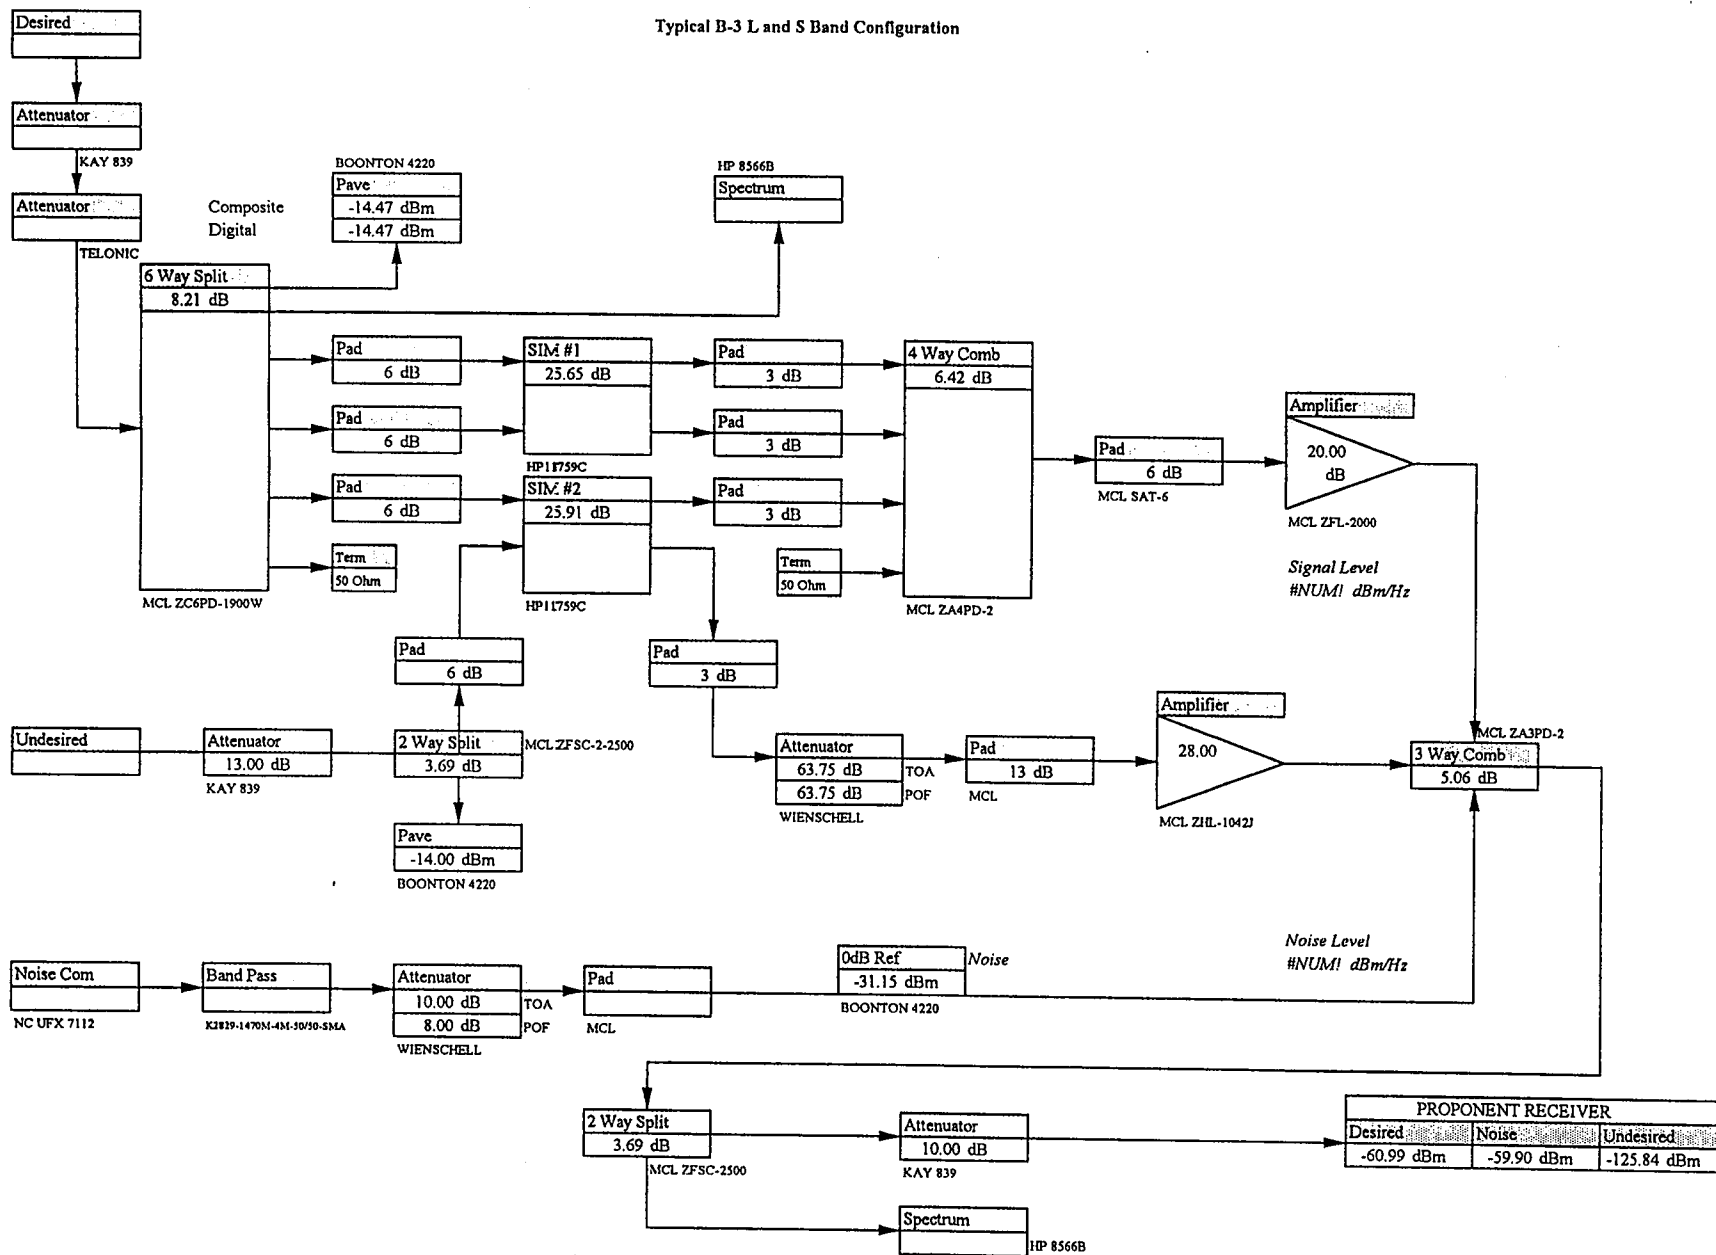 Typical B-3 L and S Band Configuration
Desired
Attenuator
KAY 839
Attenuator
TELONIC
Composite
Digital
BOONTON 4220
Pave
-14.47 dBm
-14.47 dBm
HP 8566B
Spectrum
6 Way Split
8.21 dB
MCL ZC6PD-1900W
Pad
6 dB
SIM #1
25.65 dB
HP11759C
Pad
3 dB
4 Way Comb
6.42 dB
MCL ZA4PD-2
Pad
6 dB
Pad
3 dB
Pad
6 dB
SIM #2
25.91 dB
HP11759C
Pad
3 dB
Term
50 Ohm
Term
50 Ohm
Pad
6 dB
MCL SAT-6
Amplifier
20.00
dB
MCL ZFL-2000
Signal Level
#NUM! dBm/Hz
Pad
6 dB
Pad
3 dB
Undesired
Attenuator
13.00 dB
KAY 839
2 Way Split
3.69 dB
MCL ZFSC-2-2500
Pave
-14.00 dBm
BOONTON 4220
Attenuator
63.75 dB TOA
63.75 dB POF
WIENSCHELL
Pad
13 dB
MCL
Amplifier
28.00
MCL ZHL-1042J
MCL ZA3PD-2
3 Way Comb
5.06 dB
Noise Com
NC UFX 7112
Band Pass
K2829-1470M-4M-50/50-SMA
Attenuator
10.00 dB TOA
8.00 dB POF
WIENSCHELL
Pad
MCL
0dB Ref
-31.15 dBm
Noise
BOONTON 4220
Noise Level
#NUM! dBm/Hz
2 Way Split
3.69 dB
MCL ZFSC-2500
Attenuator
10.00 dB
KAY 839
PROPONENT RECEIVER
Desired Noise Undesired
-60.99 dBm -59.90 dBm -125.84 dBm
Spectrum
HP 8566B